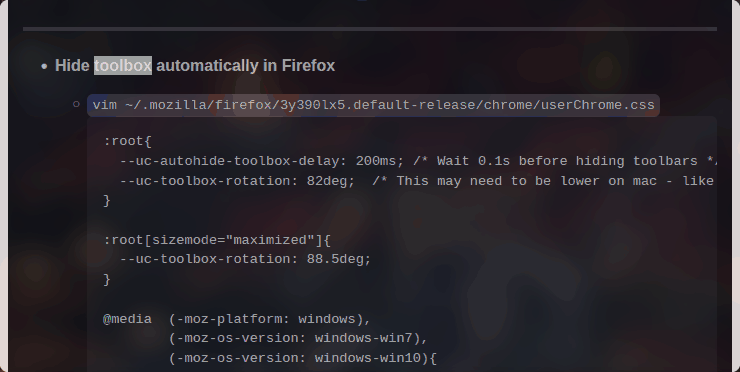 Hide toolbox automatically in Firefox
vim ~/.mozilla/firefox/3y390lx5.default-release/chrome/userChrome.css
:root{
--uc-autohide-toolbox-delay: 200ms; /* Wait 0.1s before hiding toolbars */
--uc-toolbox-rotation: 82deg;  /* This may need to be lower on mac - like
}
:root[sizemode="maximized"]{
--uc-toolbox-rotation: 88.5deg;
}
@media  (-moz-platform: windows),
(-moz-os-version: windows-win7),
(-moz-os-version: windows-win10){